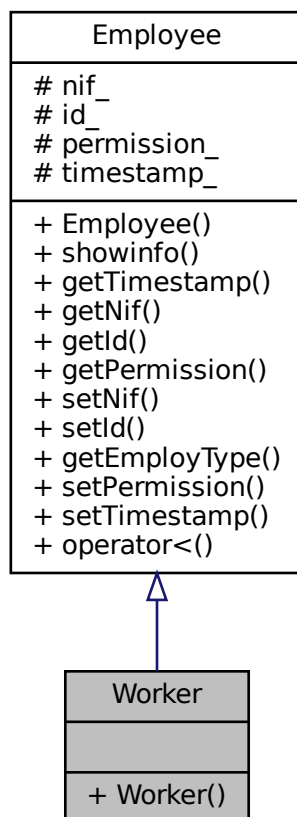 Employee
# nif_
# id_
# permission_
# timestamp_
+ Employee()
+ showinfo()
+ getTimestamp()
+ getNif()
+ getId()
+ getPermission()
+ setNif()
+ setId()
+ getEmployType()
+ setPermission()
+ setTimestamp()
+ operator<()
Worker
+ Worker()